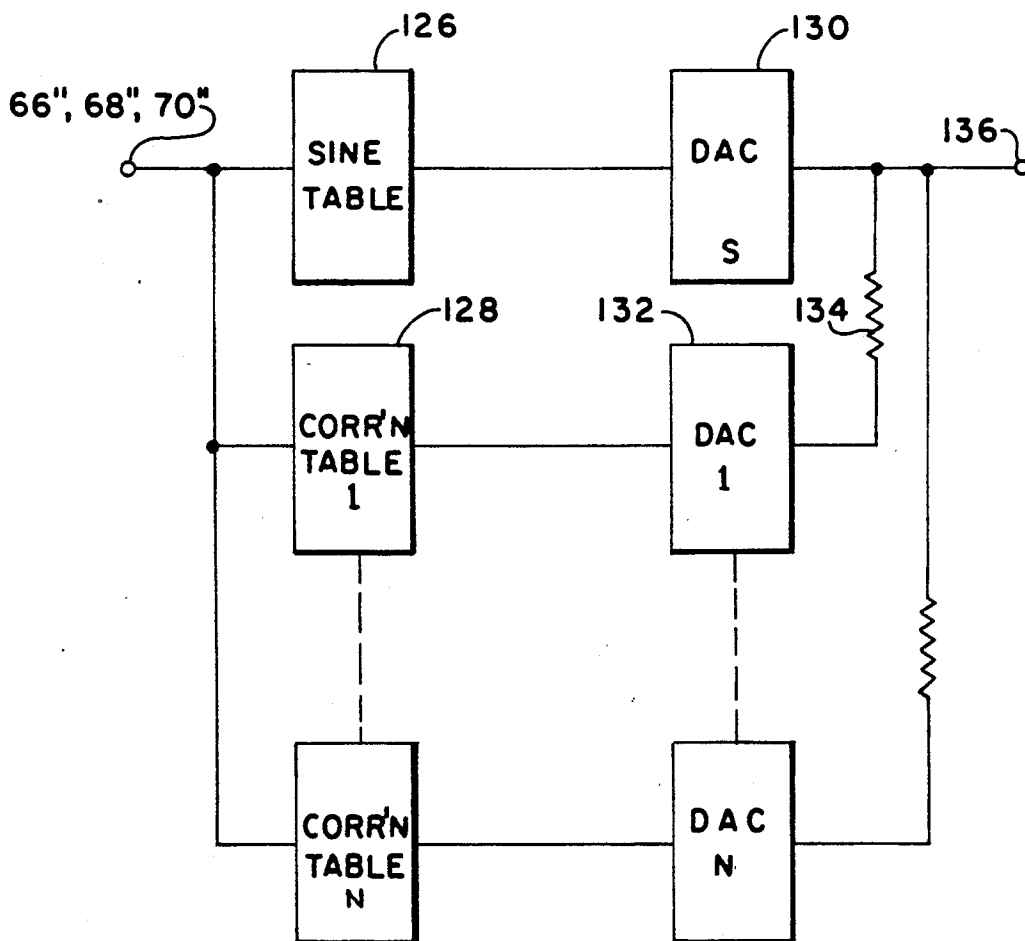 126
130
66", 68", 70"
136
SINE
TABLE
DAC
S
128
132
134
CORR'N
TABLE
1
DAC
1
CORR'N
TABLE
N
DAC
N